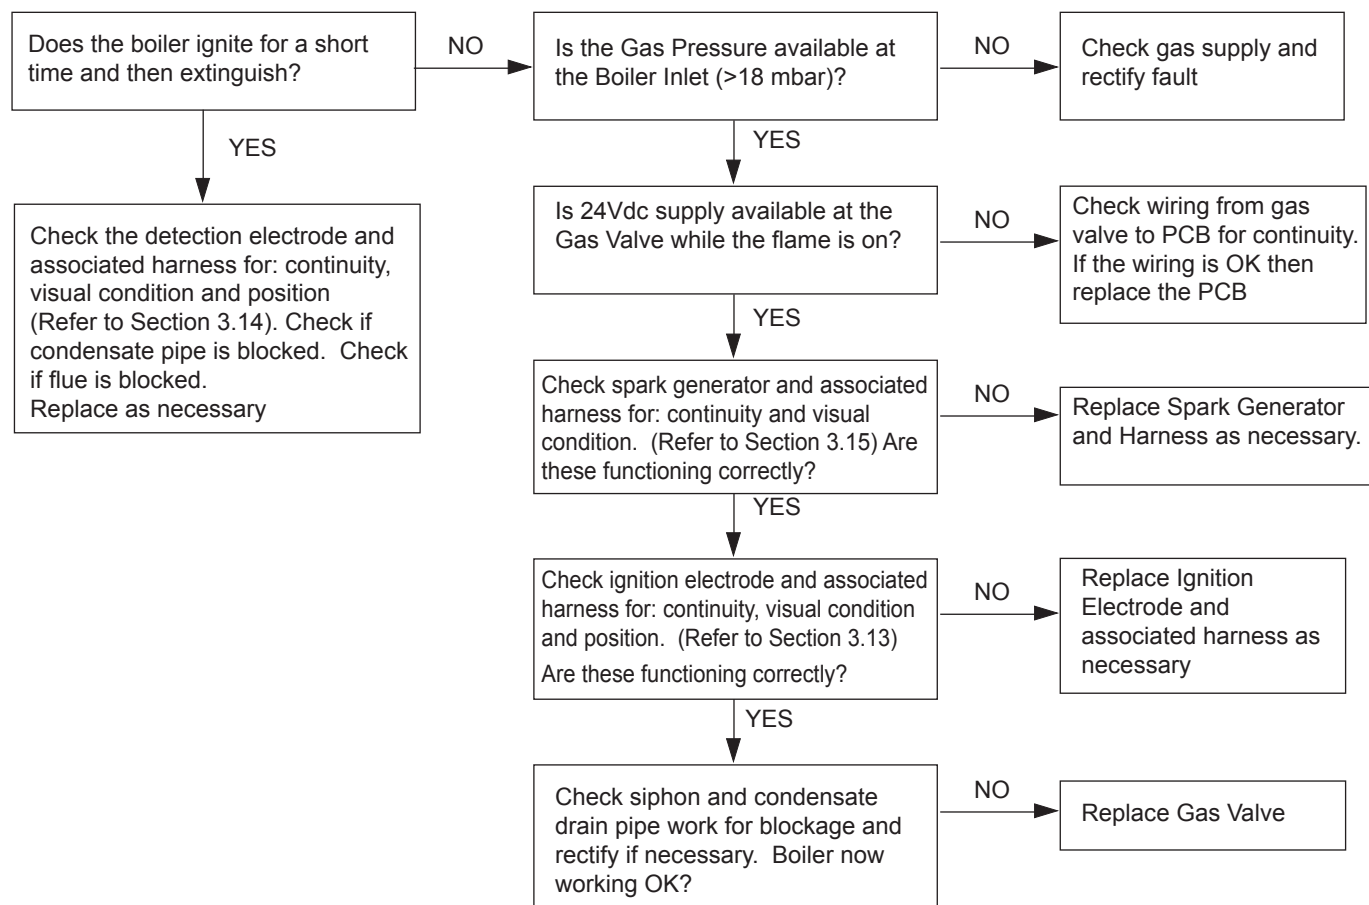 Does the boiler ignite for a short
time and then extinguish?
NO
Is the Gas Pressure available at
the Boiler Inlet (>18 mbar)?
NO
Check gas supply and
rectify fault
YES
YES
Check the detection electrode and
associated harness for: continuity,
visual condition and position
(Refer to Section 3.14). Check if
condensate pipe is blocked.  Check
if flue is blocked.
Replace as necessary
Is 24Vdc supply available at the
Gas Valve while the flame is on?
NO
Check wiring from gas
valve to PCB for continuity.
If the wiring is OK then
replace the PCB
YES
Check spark generator and associated
harness for: continuity and visual
condition.  (Refer to Section 3.15) Are
these functioning correctly?
NO
Replace Spark Generator
and Harness as necessary.
YES
Check ignition electrode and associated
harness for: continuity, visual condition
and position.  (Refer to Section 3.13)
Are these functioning correctly?
NO
Replace Ignition
Electrode and
associated harness as
necessary
YES
Check siphon and condensate
drain pipe work for blockage and
rectify if necessary.  Boiler now
working OK?
NO
Replace Gas Valve